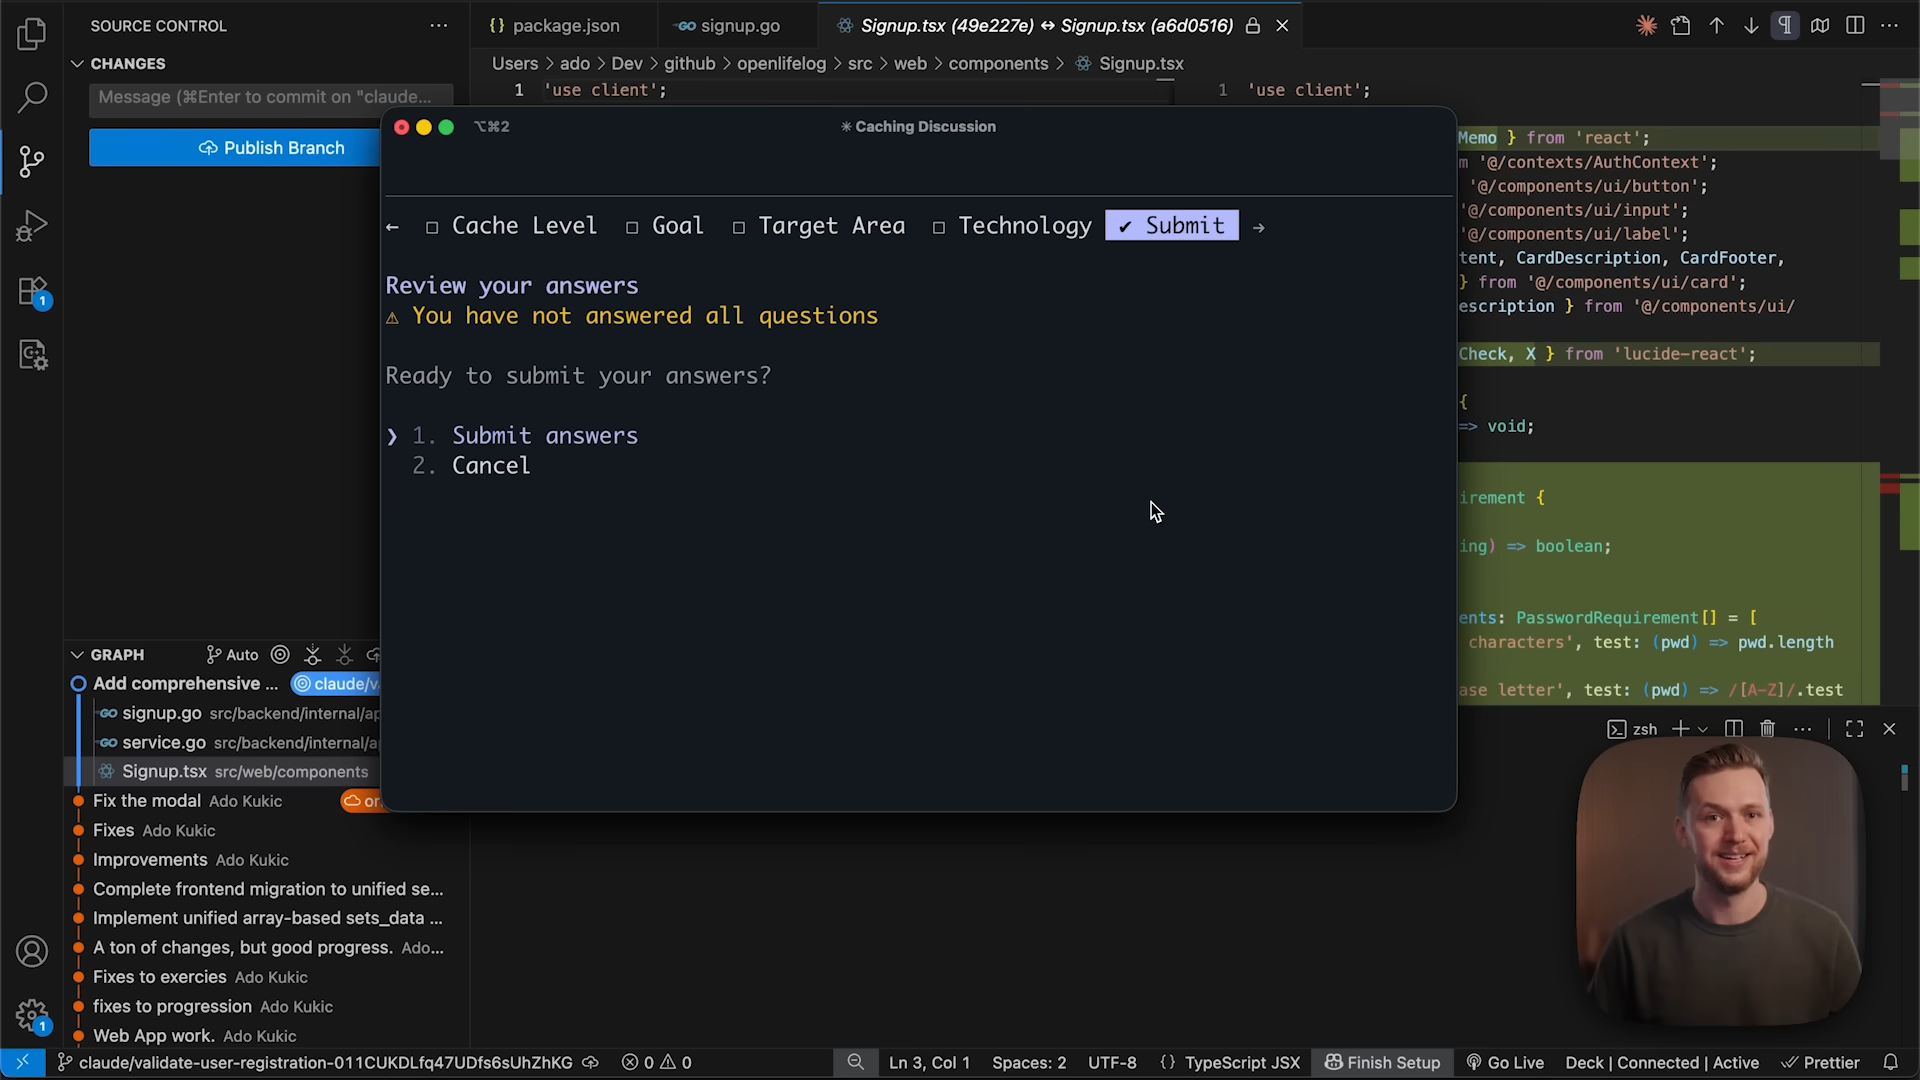 SOURCE CONTROL
CHANGES
Message (⌘Enter to commit on "claude...
Publish Branch
1
{} package.json
GO signup.go
Signup.tsx (49e227e) ↔ Signup.tsx (a6d0516)
Users > ado > Dev > github > openlifelog > src > web > components > Signup.tsx
1 'use client';
1 'use client';
Memo } from 'react';
'@/contexts/AuthContext';
'@/components/ui/button';
'@/components/ui/input';
'@/components/ui/label';
tent, CardDescription, CardFooter,
} from '@/components/ui/card';
escription } from '@/components/ui/
Check, X } from 'lucide-react';
{
=> void;
irement {
ing) => boolean;
ents: PasswordRequirement[] = [
characters', test: (pwd) => pwd.length
ase letter', test: (pwd) => /[A-Z]/.test
⌥⌘2
✳ Caching Discussion
← □ Cache Level □ Goal □ Target Area □ Technology ✔ Submit →
Review your answers
⚠ You have not answered all questions
Ready to submit your answers?
❯ 1. Submit answers
2. Cancel
GRAPH
Auto
Add comprehensive ... claude/v
GO signup.go src/backend/internal/ap
GO service.go src/backend/internal/a
Signup.tsx src/web/components
Fix the modal Ado Kukic or
Fixes Ado Kukic
Improvements Ado Kukic
Complete frontend migration to unified se...
Implement unified array-based sets_data ...
A ton of changes, but good progress. Ado...
Fixes to exercies Ado Kukic
fixes to progression Ado Kukic
Web App work. Ado Kukic
1
zsh
claude/validate-user-registration-011CUKDLfq47UDfs6sUhZhKG
0 0
Ln 3, Col 1
Spaces: 2
UTF-8
{} TypeScript JSX
Finish Setup
Go Live
Deck | Connected | Active
Prettier